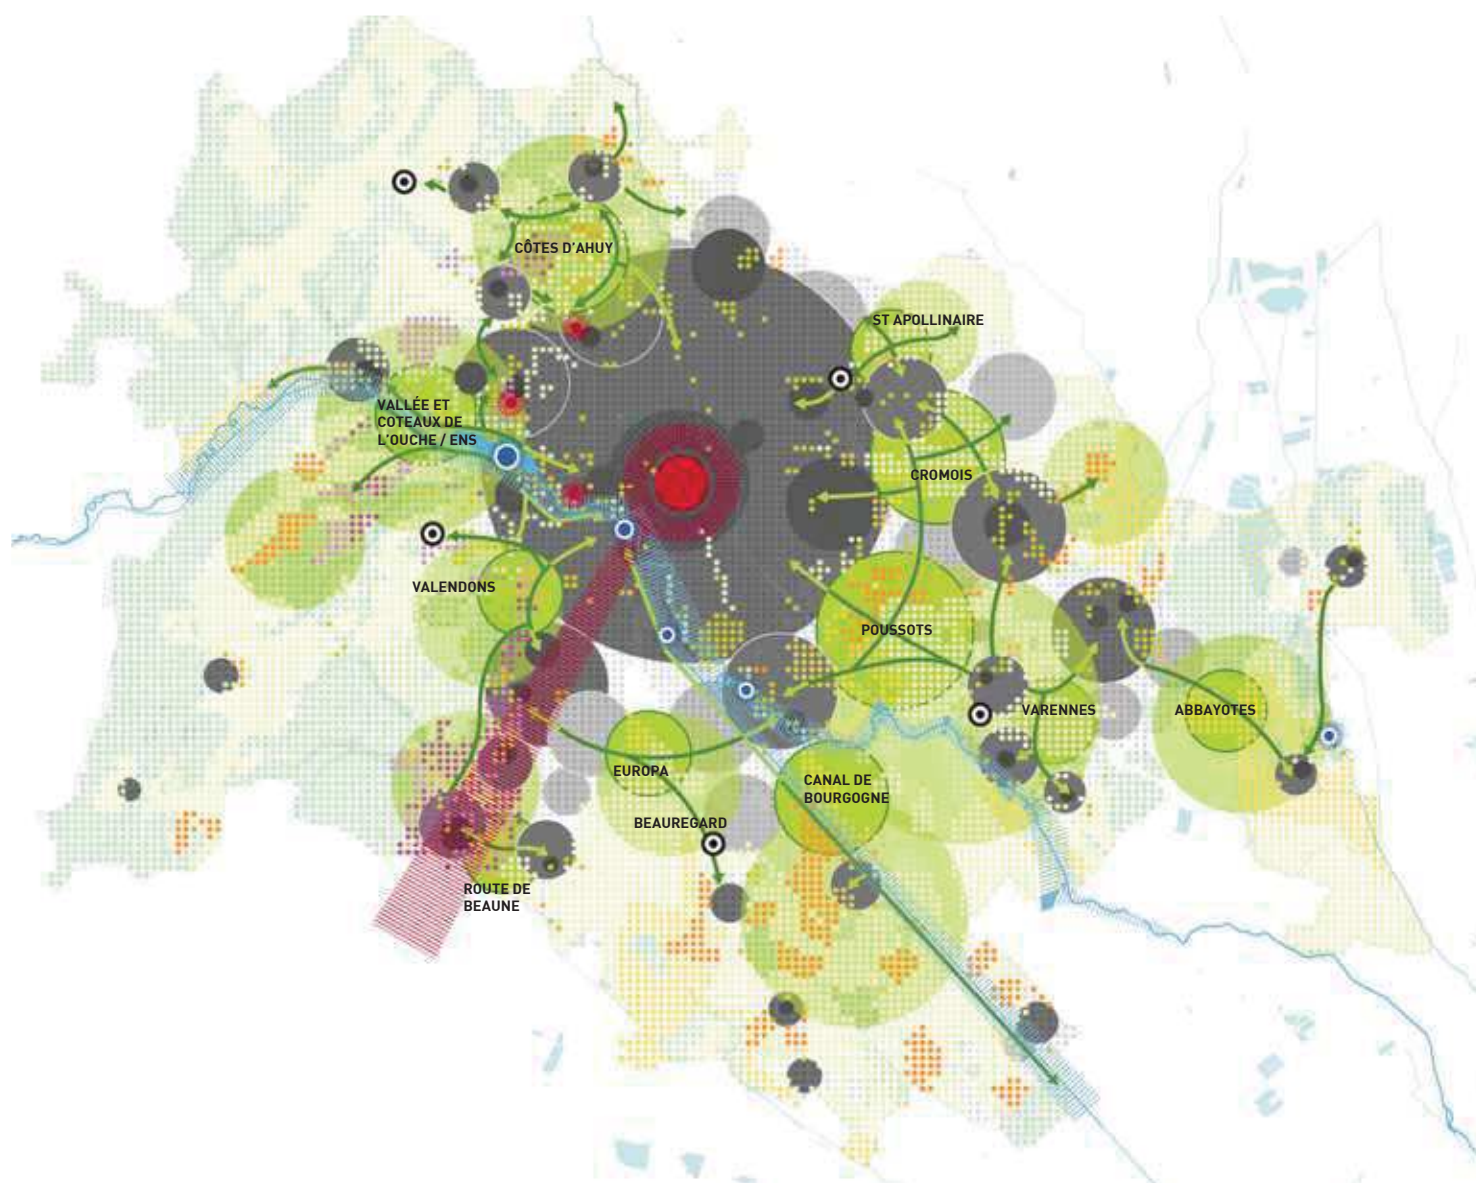 CÔTES D'AHUY
ST APOLLINAIRE
VALLÉE ET
COTEAUX DE
L'OUCHE / ENS
CROMOIS
VALENDONS
POUSSOTS
VARENNES
ABBAYOTES
EUROPA
CANAL DE
BOURGOGNE
BEAUREGARD
ROUTE DE
BEAUNE